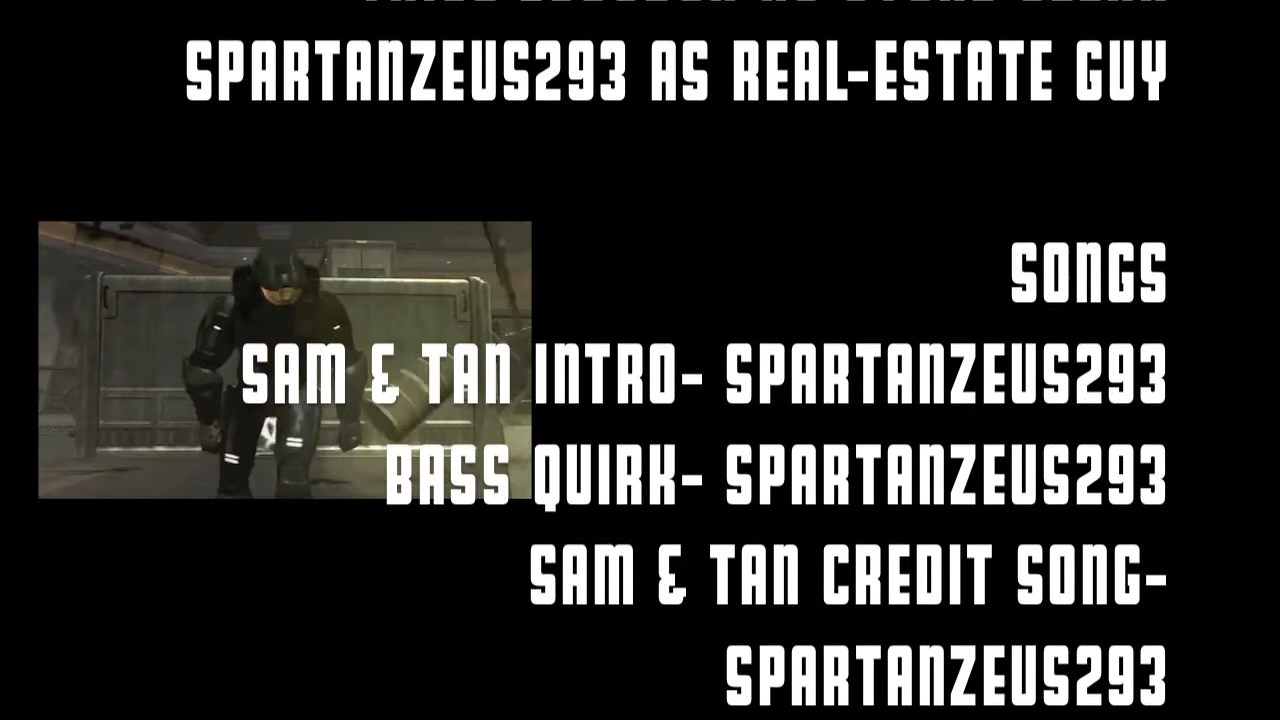 SPARTANZEUS293 AS REAL-ESTATE GUY
SONGS
SAM & TAN INTRO- SPARTANZEUS293
BASS QUIRK- SPARTANZEUS293
SAM & TAN CREDIT SONG-
SPARTANZEUS293